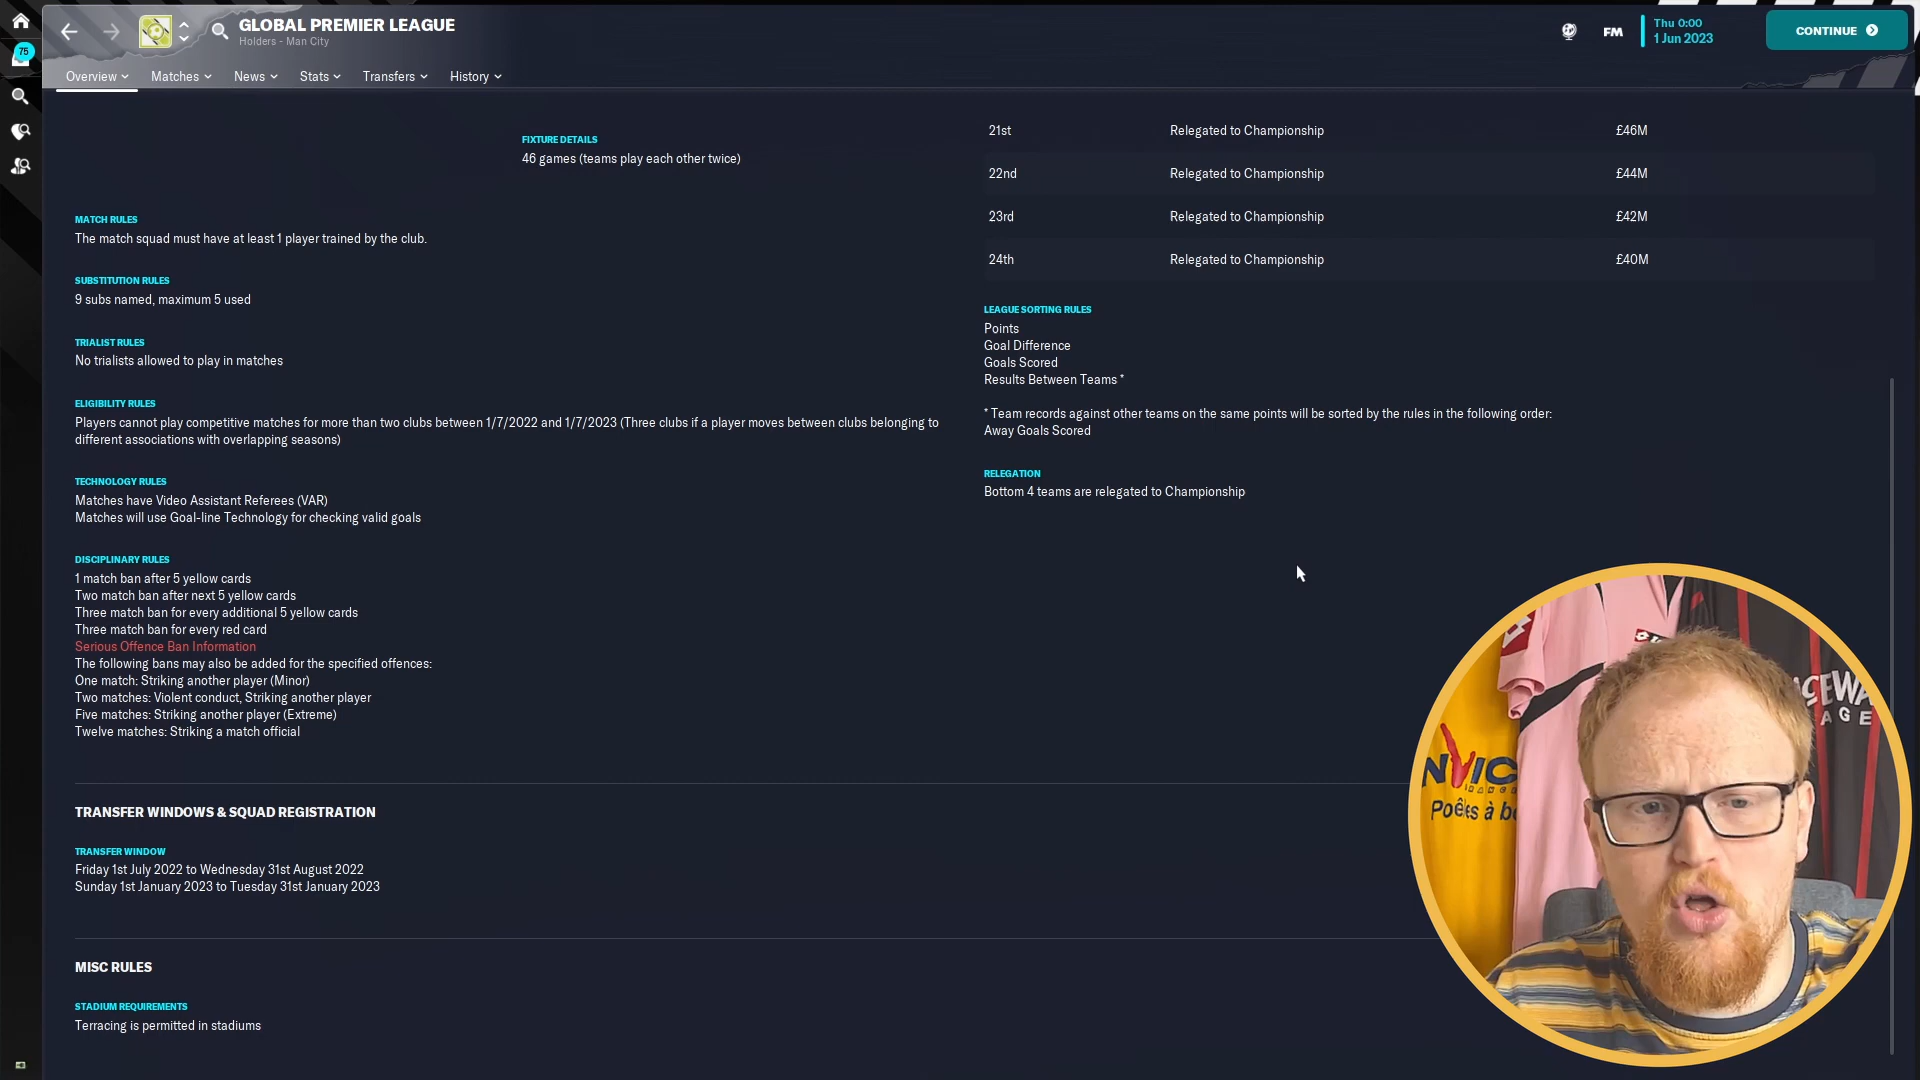 GLOBAL PREMIER LEAGUE
Holders - Man City
FM
Thu 0:00
1 Jun 2023
CONTINUE
75
Overview
Matches
News
Stats
Transfers
History
FIXTURE DETAILS
46 games (teams play each other twice)
MATCH RULES
The match squad must have at least 1 player trained by the club.
SUBSTITUTION RULES
9 subs named, maximum 5 used
TRIALIST RULES
No trialists allowed to play in matches
ELIGIBILITY RULES
Players cannot play competitive matches for more than two clubs between 1/7/2022 and 1/7/2023 (Three clubs if a player moves between clubs belonging to
different associations with overlapping seasons)
TECHNOLOGY RULES
Matches have Video Assistant Referees (VAR)
Matches will use Goal-line Technology for checking valid goals
DISCIPLINARY RULES
1 match ban after 5 yellow cards
Two match ban after next 5 yellow cards
Three match ban for every additional 5 yellow cards
Three match ban for every red card
Serious Offence Ban Information
The following bans may also be added for the specified offences:
One match: Striking another player (Minor)
Two matches: Violent conduct, Striking another player
Five matches: Striking another player (Extreme)
Twelve matches: Striking a match official
21st Relegated to Championship £46M
22nd Relegated to Championship £44M
23rd Relegated to Championship £42M
24th Relegated to Championship £40M
LEAGUE SORTING RULES
Points
Goal Difference
Goals Scored
Results Between Teams *
* Team records against other teams on the same points will be sorted by the rules in the following order:
Away Goals Scored
RELEGATION
Bottom 4 teams are relegated to Championship
TRANSFER WINDOWS & SQUAD REGISTRATION
TRANSFER WINDOW
Friday 1st July 2022 to Wednesday 31st August 2022
Sunday 1st January 2023 to Tuesday 31st January 2023
MISC RULES
STADIUM REQUIREMENTS
Terracing is permitted in stadiums
NVIC
Poêles à bo
AGE